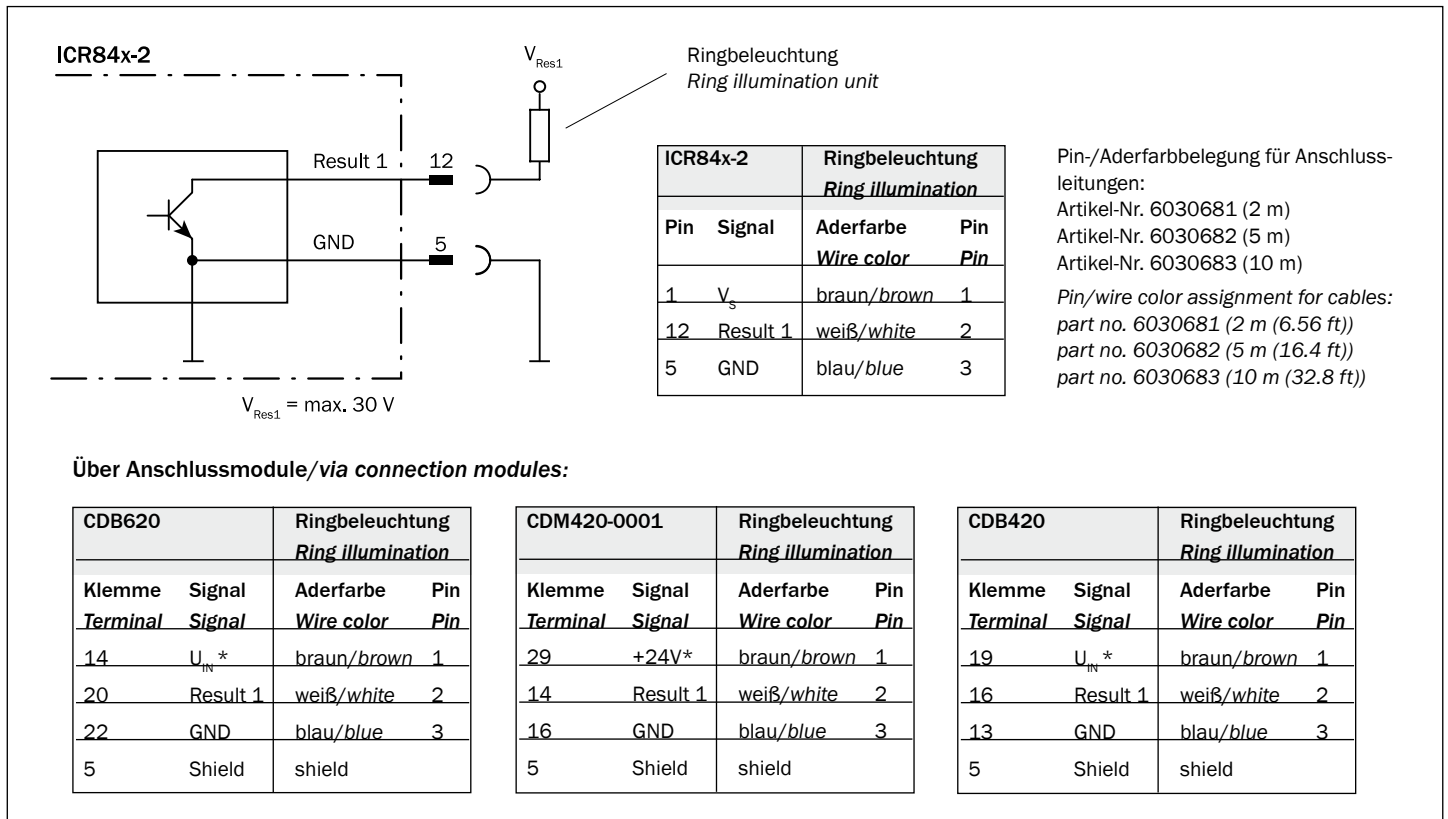 ICR84x-2
V Res1
Ringbeleuchtung
Ring illumination unit
Result 1 12
GND 5
V Res1 = max. 30 V
ICR84x-2 Ringbeleuchtung
Ring illumination
Pin Signal Aderfarbe Pin
Wire color Pin
1 V S braun/brown 1
12 Result 1 weiß/white 2
5 GND blau/blue 3
Pin-/Aderfarbbelegung für Anschluss-
leitungen:
Artikel-Nr. 6030681 (2 m)
Artikel-Nr. 6030682 (5 m)
Artikel-Nr. 6030683 (10 m)
Pin/wire color assignment for cables:
part no. 6030681 (2 m (6.56 ft))
part no. 6030682 (5 m (16.4 ft))
part no. 6030683 (10 m (32.8 ft))
Über Anschlussmodule/via connection modules:
CDB620 Ringbeleuchtung
Ring illumination
Klemme Signal Aderfarbe Pin
Terminal Signal Wire color Pin
14 U IN * braun/brown 1
20 Result 1 weiß/white 2
22 GND blau/blue 3
5 Shield shield
CDM420-0001 Ringbeleuchtung
Ring illumination
Klemme Signal Aderfarbe Pin
Terminal Signal Wire color Pin
29 +24V* braun/brown 1
14 Result 1 weiß/white 2
16 GND blau/blue 3
5 Shield shield
CDB420 Ringbeleuchtung
Ring illumination
Klemme Signal Aderfarbe Pin
Terminal Signal Wire color Pin
19 U IN * braun/brown 1
16 Result 1 weiß/white 2
13 GND blau/blue 3
5 Shield shield